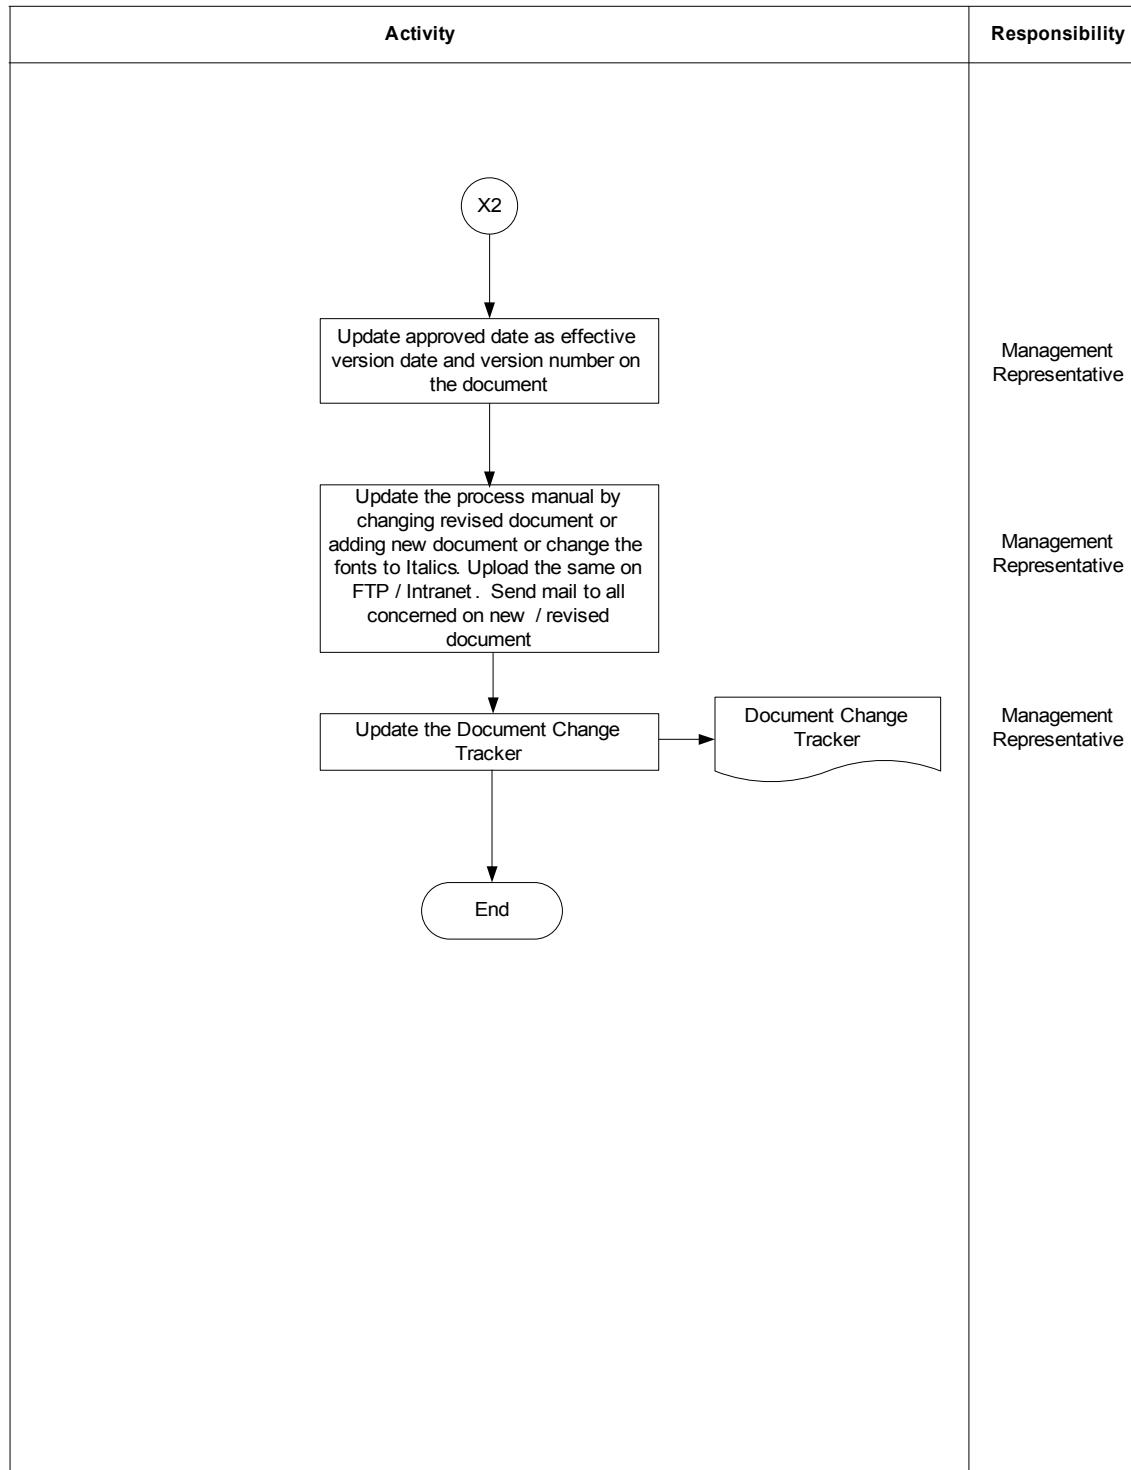 Activity
Responsibility
X2
Update approved date as effective
version date and version number on
the document
Management
Representative
Update the process manual by
changing revised document or
adding new document or change the
fonts to Italics. Upload the same on
FTP / Intranet. Send mail to all
concerned on new / revised
document
Management
Representative
Update the Document Change
Tracker
Document Change
Tracker
Management
Representative
End